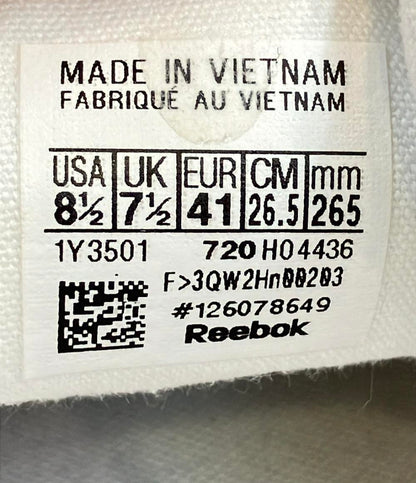 MADE IN VIETNAM
FABRIQUÉ AU VIETNAM
USA UK EUR CM mm
8½ 7½ 41 26.5 265
1Y3501 720 H04436
#126078649
Reebok